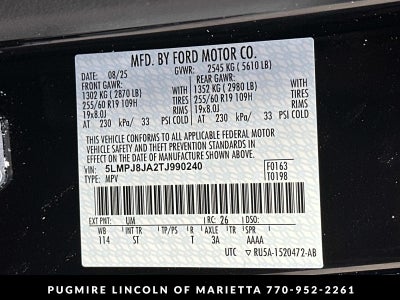 MFD. BY FORD MOTOR CO.
DATE: 08/25 GVWR: 2545 KG ( 5610 LB)
FRONT GAWR: REAR GAWR:
1302 KG ( 2870 LB) WITH 1352 KG ( 2980 LB) WITH
255/60 R19 109H TIRES 255/60 R19 109H TIRES
19x8.0J RIMS 19x8.0J RIMS
AT 230 kPa/ 33 PSI COLD AT 230 kPa/ 33 PSI COLD
THIS VEHICLE CONFORMS TO ALL APPLICABLE FEDERAL MOTOR
VEHICLE SAFETY AND THEFT PREVENTION STANDARDS IN
EFFECT ON THE DATE OF MANUFACTURE SHOWN ABOVE.
VIN: 5LMPJ8JA2TJ990240 F0163
TYPE: MPV T0198
EXT PNT: UM RC: 26 DSO:
WB INT TR TP/PS R AXLE TR SPR
114 ST T 3A A AAAA
UTC ▽ RU5A-1520472-AB
PUGMIRE LINCOLN OF MARIETTA 770-952-2261